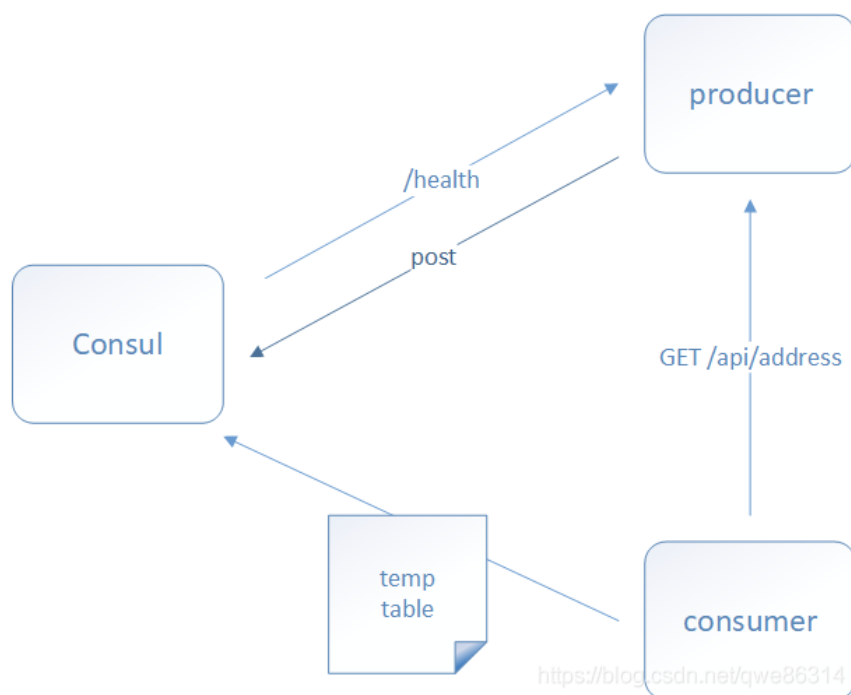 producer
/health
post
Consul
GET /api/address
temp
table
consumer
https://blog.csdn.net/qwe86314